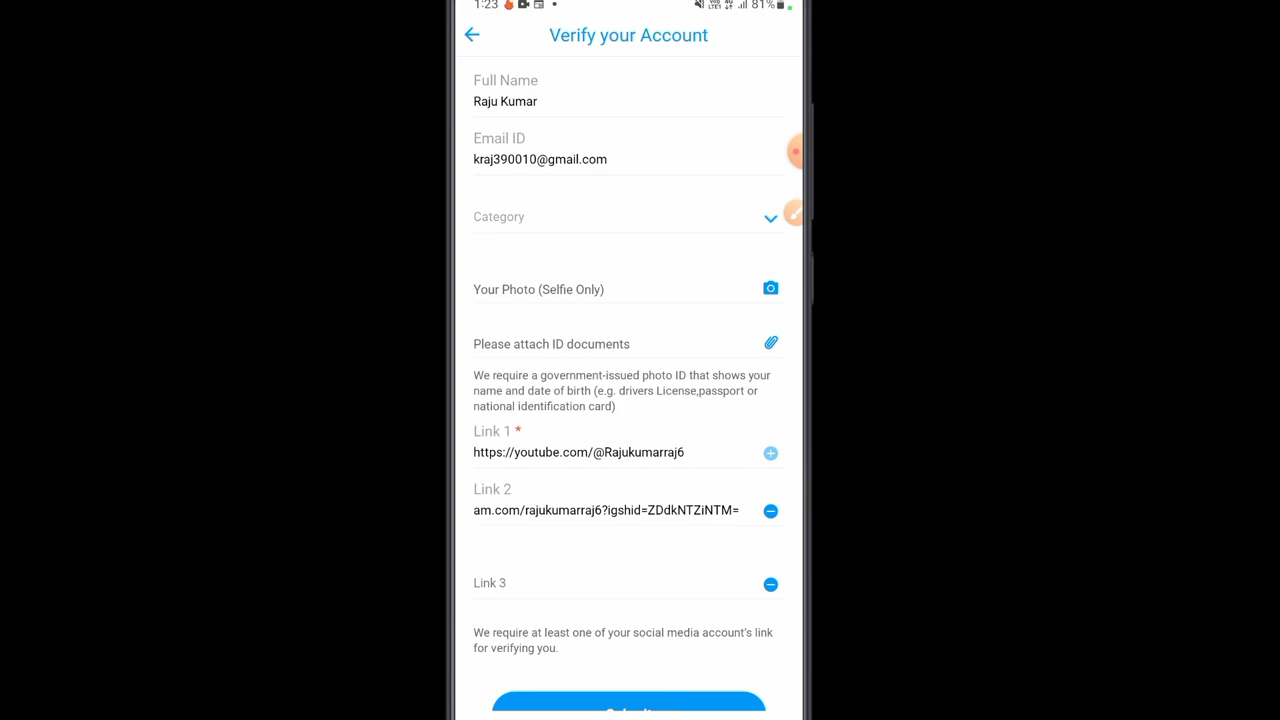 1:23 81%
Verify your Account
Full Name
Raju Kumar
Email ID
kraj390010@gmail.com
Category
Your Photo (Selfie Only)
Please attach ID documents
We require a government-issued photo ID that shows your
name and date of birth (e.g. drivers License,passport or
national identification card)
Link 1 *
https://youtube.com/@Rajukumarraj6
Link 2
am.com/rajukumarraj6?igshid=ZDdkNTZiNTM=
Link 3
We require at least one of your social media account's link
for verifying you.